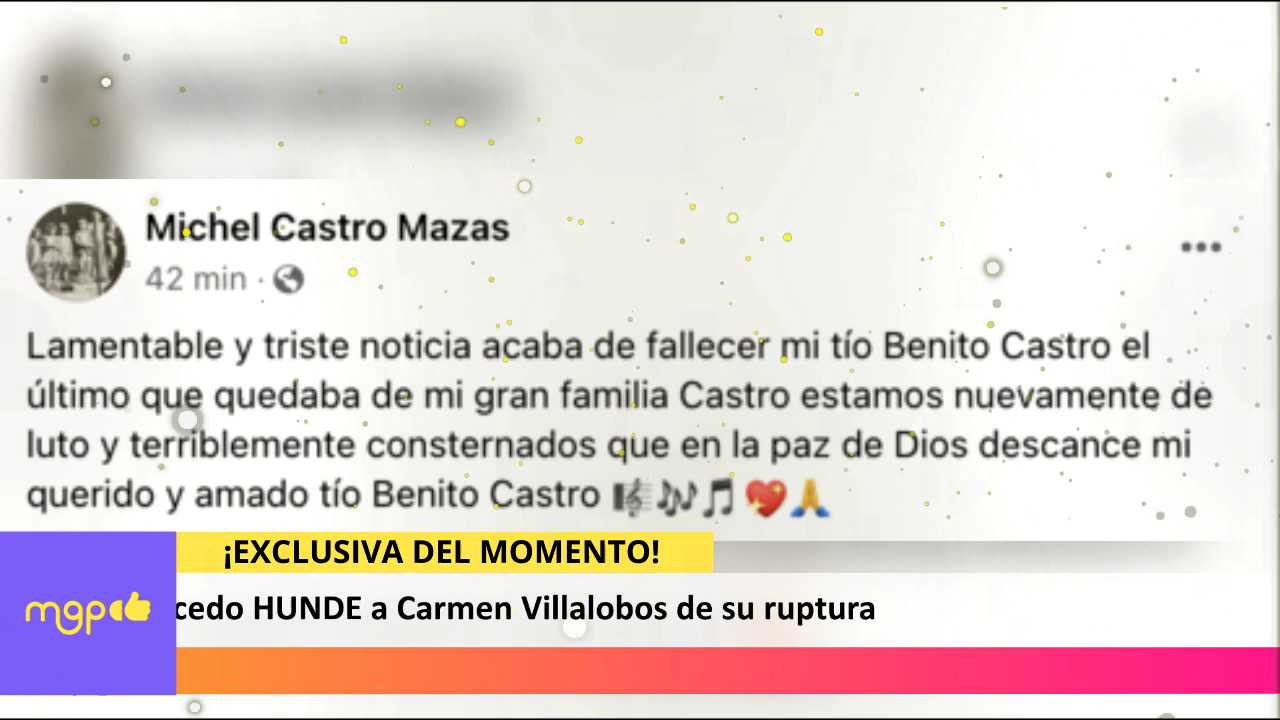 Michel Castro Mazas
42 min ·
Lamentable y triste noticia acaba de fallecer mi tío Benito Castro el
último que quedaba de mi gran familia Castro estamos nuevamente de
luto y terriblemente consternados que en la paz de Dios descance mi
querido y amado tío Benito Castro 🎼🎶🎵💖🙏
¡EXCLUSIVA DEL MOMENTO!
mgp
cedo HUNDE a Carmen Villalobos de su ruptura